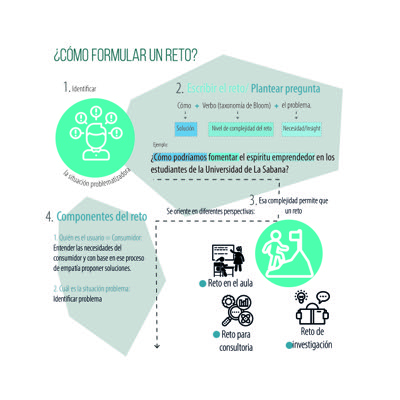 ¿CÓMO FORMULAR UN RETO?
1. Identificar
la situación problematizadora
2. Escribir el reto/ Plantear pregunta
Cómo + Verbo (taxonomía de Bloom) + el problema.
Solución
Nivel de complejidad del reto
Necesidad/Insight
Ejemplo:
¿Cómo podríamos fomentar el espíritu emprendedor en los
estudiantes de la Universidad de La Sabana?
3. Esa complejidad permite que
un reto
Se oriente en diferentes perspectivas:
Reto en el aula
Reto para
consultoria
Reto de
investigación
4. Componentes del reto
1 Quién es el usuario = Consumidor:
Entender las necesidades del
consumidor y con base en ese proceso
de empatía proponer soluciones.
2. Cuál es la situación problema:
Identificar problema